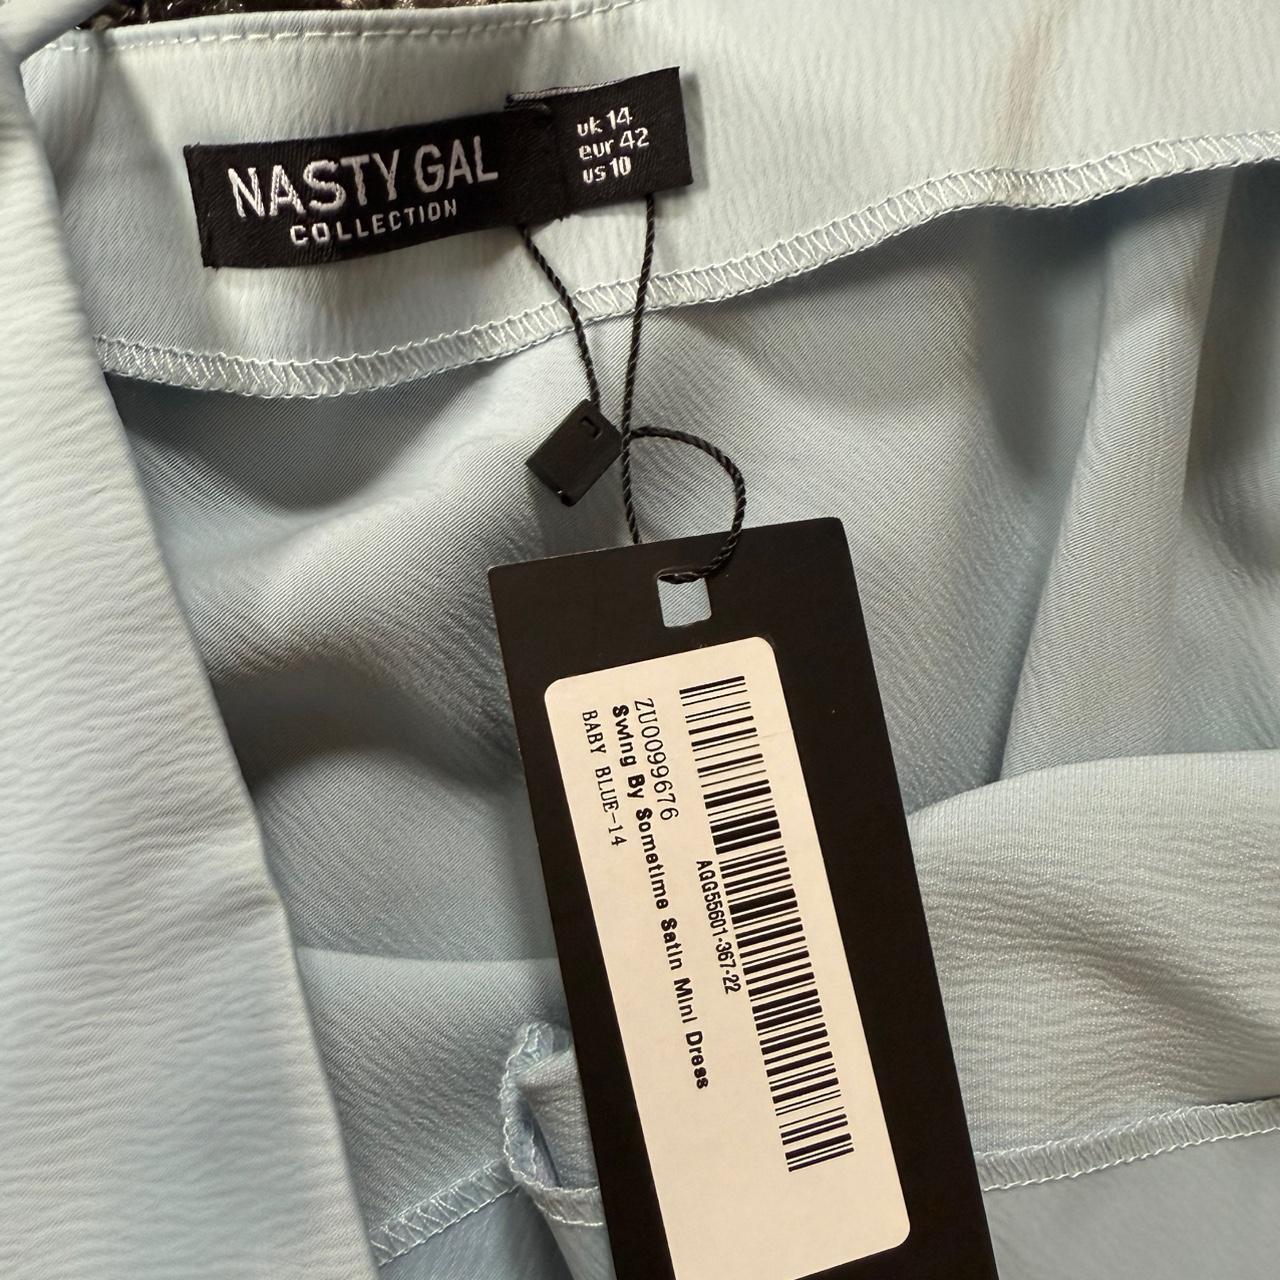 NASTY GAL
COLLECTION
uk 14
eur 42
us 10
AGG55601-367-22
ZU0099676
Swing By Sometime Satin Mini Dress
BABY BLUE-14